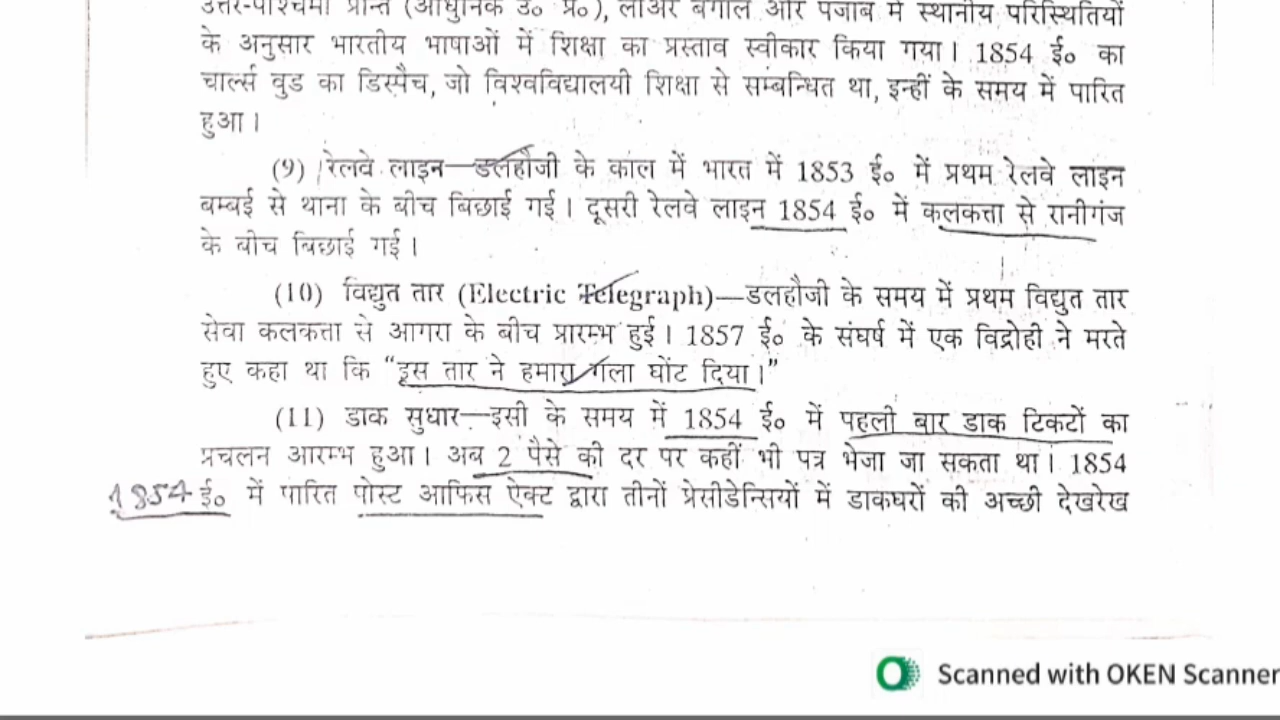 उत्तर-पश्चिमी प्रान्त (आधुनिक उ० प्र०), लोअर बंगाल और पंजाब में स्थानीय परिस्थितियों
के अनुसार भारतीय भाषाओं में शिक्षा का प्रस्ताव स्वीकार किया गया। 1854 ई० का
चार्ल्स वुड का डिस्पैच, जो विश्वविद्यालयी शिक्षा से सम्बन्धित था, इन्हीं के समय में पारित
हुआ।
(9) रेलवे लाइन—डलहौजी के काल में भारत में 1853 ई० में प्रथम रेलवे लाइन
बम्बई से थाना के बीच बिछाई गई। दूसरी रेलवे लाइन 1854 ई० में कलकत्ता से रानीगंज
के बीच बिछाई गई।
(10) विद्युत तार (Electric Telegraph)—डलहौजी के समय में प्रथम विद्युत तार
सेवा कलकत्ता से आगरा के बीच प्रारम्भ हुई। 1857 ई० के संघर्ष में एक विद्रोही ने मरते
हुए कहा था कि “इस तार ने हमारा गला घोंट दिया।”
(11) डाक सुधार—इसी के समय में 1854 ई० में पहली बार डाक टिकटों का
प्रचलन आरम्भ हुआ। अब 2 पैसे की दर पर कहीं भी पत्र भेजा जा सकता था। 1854
1854 ई० में पारित पोस्ट आफिस ऐक्ट द्वारा तीनों प्रेसीडेन्सियों में डाकघरों की अच्छी देखरेख
Scanned with OKEN Scanner